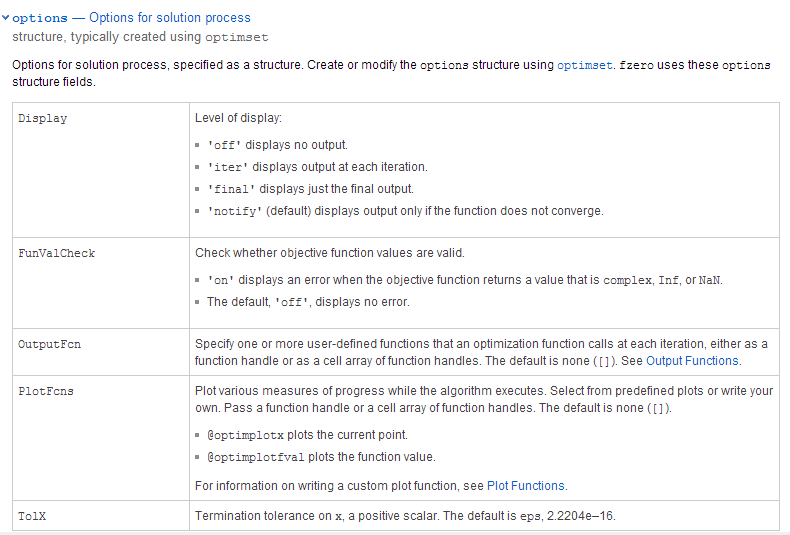 options — Options for solution process
structure, typically created using optimset
Options for solution process, specified as a structure. Create or modify the options structure using optimset. fzero uses these options
structure fields.
Display
Level of display:
'off' displays no output.
'iter' displays output at each iteration.
'final' displays just the final output.
'notify' (default) displays output only if the function does not converge.
FunValCheck
Check whether objective function values are valid.
'on' displays an error when the objective function returns a value that is complex, Inf, or NaN.
The default, 'off', displays no error.
OutputFcn
Specify one or more user-defined functions that an optimization function calls at each iteration, either as a
function handle or as a cell array of function handles. The default is none ([]). See Output Functions.
PlotFcns
Plot various measures of progress while the algorithm executes. Select from predefined plots or write your
own. Pass a function handle or a cell array of function handles. The default is none ([]).
@optimplotx plots the current point.
@optimplotfval plots the function value.
For information on writing a custom plot function, see Plot Functions.
TolX
Termination tolerance on x, a positive scalar. The default is eps, 2.2204e–16.